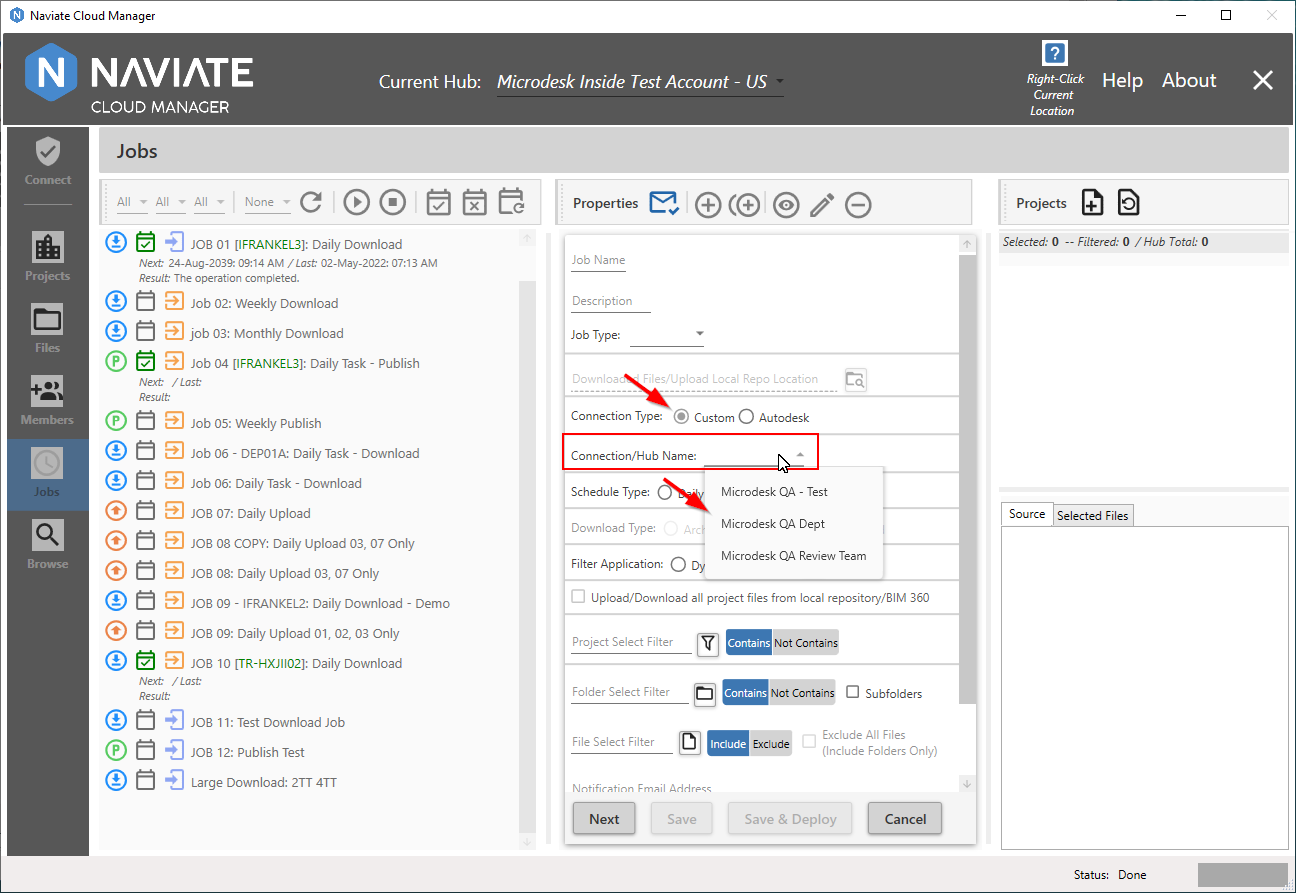 Naviate Cloud Manager
N NAVIATE
CLOUD MANAGER
Current Hub: Microdesk Inside Test Account - US
?
Right-Click
Current
Location
Help About
Connect
Projects
Files
Members
Jobs
Browse
Jobs
All All All None
JOB 01 [IFRANKEL3]: Daily Download
Next: 24-Aug-2039: 09:14 AM / Last: 02-May-2022: 07:13 AM
Result: The operation completed.
Job 02: Weekly Download
job 03: Monthly Download
P Job 04 [IFRANKEL3]: Daily Task - Publish
Next: / Last:
Result:
P Job 05: Weekly Publish
Job 06 - DEP01A: Daily Task - Download
Job 06: Daily Task - Download
JOB 07: Daily Upload
JOB 08 COPY: Daily Upload 03, 07 Only
JOB 08: Daily Upload 03, 07 Only
JOB 09 - IFRANKEL2: Daily Download - Demo
JOB 09: Daily Upload 01, 02, 03 Only
JOB 10 [TR-HXJII02]: Daily Download
Next: / Last:
Result:
JOB 11: Test Download Job
P JOB 12: Publish Test
Large Download: 2TT 4TT
Properties
Job Name
Description
Job Type:
Downloaded Files/Upload Local Repo Location
Connection Type: Custom Autodesk
Connection/Hub Name:
Schedule Type: Daily
Microdesk QA - Test
Microdesk QA Dept
Microdesk QA Review Team
Download Type:
Filter Application:
Upload/Download all project files from local repository/BIM 360
Project Select Filter Contains Not Contains
Folder Select Filter Contains Not Contains Subfolders
File Select Filter Include Exclude Exclude All Files
(Include Folders Only)
Notification Email Address
Next Save Save & Deploy Cancel
Projects
Selected: 0 -- Filtered: 0 / Hub Total: 0
Source Selected Files
Status: Done